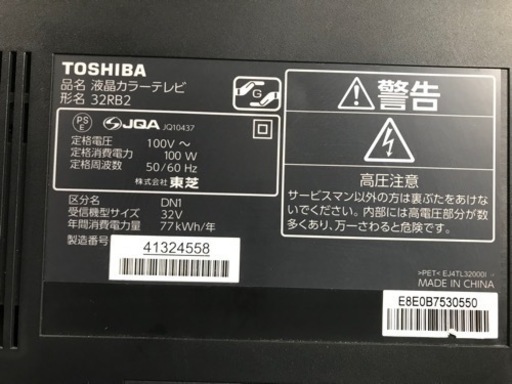 TOSHIBA
品名 液晶カラーテレビ
形名 32RB2
G
PS E JQA JQ10437
定格電圧 100V ～
定格消費電力 100 W
定格周波数 50/60 Hz
株式会社 東芝
区分名 DN1
受信機型サイズ 32V
年間消費電力量 77kWh/年
製造番号 41324558
警告
高圧注意
サービスマン以外の方は裏ぶたをあけな
いでください。内部には高電圧部分が数
多くあり、万一さわると危険です。
>PET< EJ4TL32000I
MADE IN CHINA
E8E0B7530550